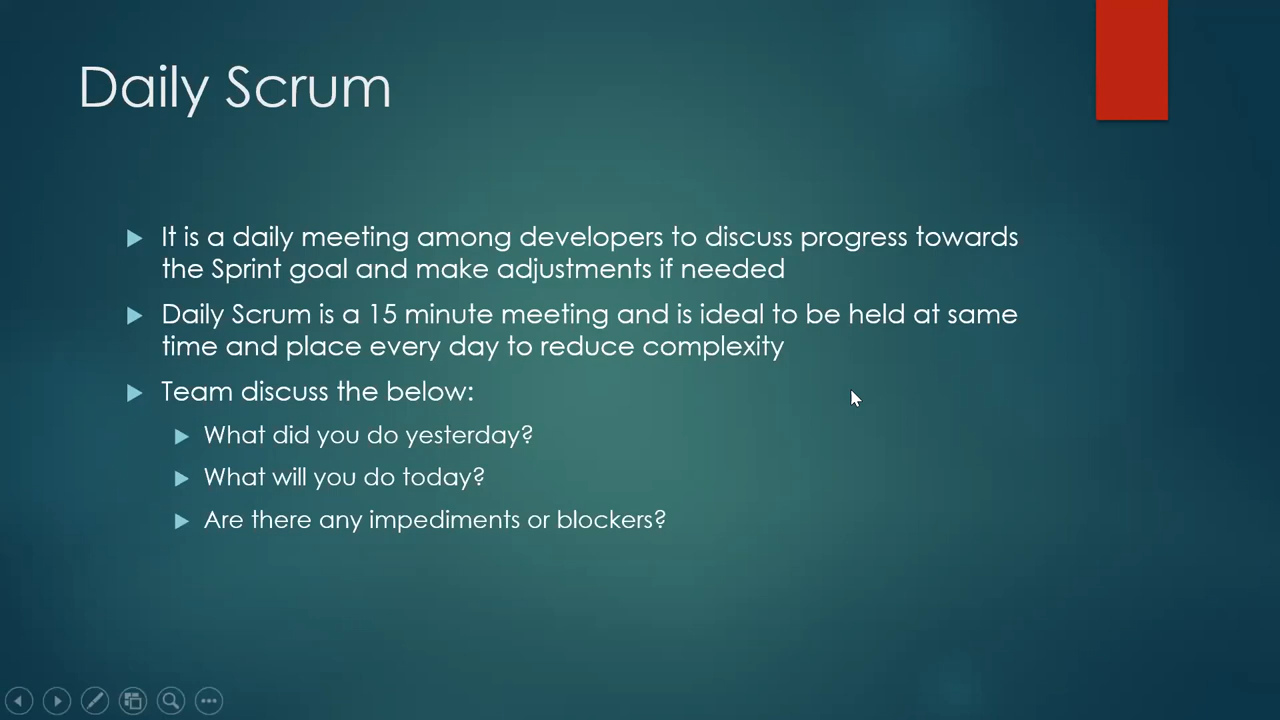 Daily Scrum
It is a daily meeting among developers to discuss progress towards
the Sprint goal and make adjustments if needed
Daily Scrum is a 15 minute meeting and is ideal to be held at same
time and place every day to reduce complexity
Team discuss the below:
What did you do yesterday?
What will you do today?
Are there any impediments or blockers?